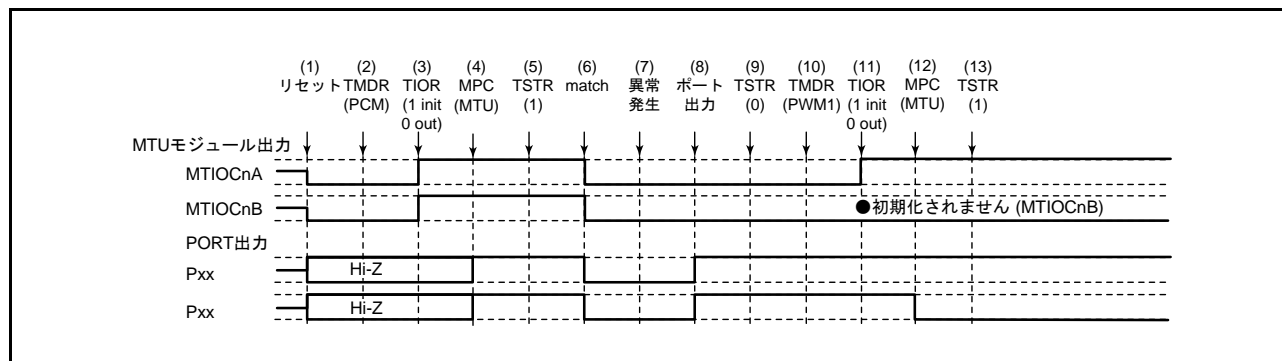 (1) (2) (3) (4) (5) (6) (7) (8) (9) (10) (11) (12) (13)
リセット TMDR TIOR MPC TSTR match 異常 ポート TSTR TMDR TIOR MPC TSTR
(PCM) (1 init (MTU) (1) 発生 出力 (0) (PWM1) (1 init (MTU) (1)
0 out) 0 out)
MTUモジュール出力
MTIOCnA
MTIOCnB ●初期化されません (MTIOCnB)
PORT出力
Pxx Hi-Z
Pxx Hi-Z